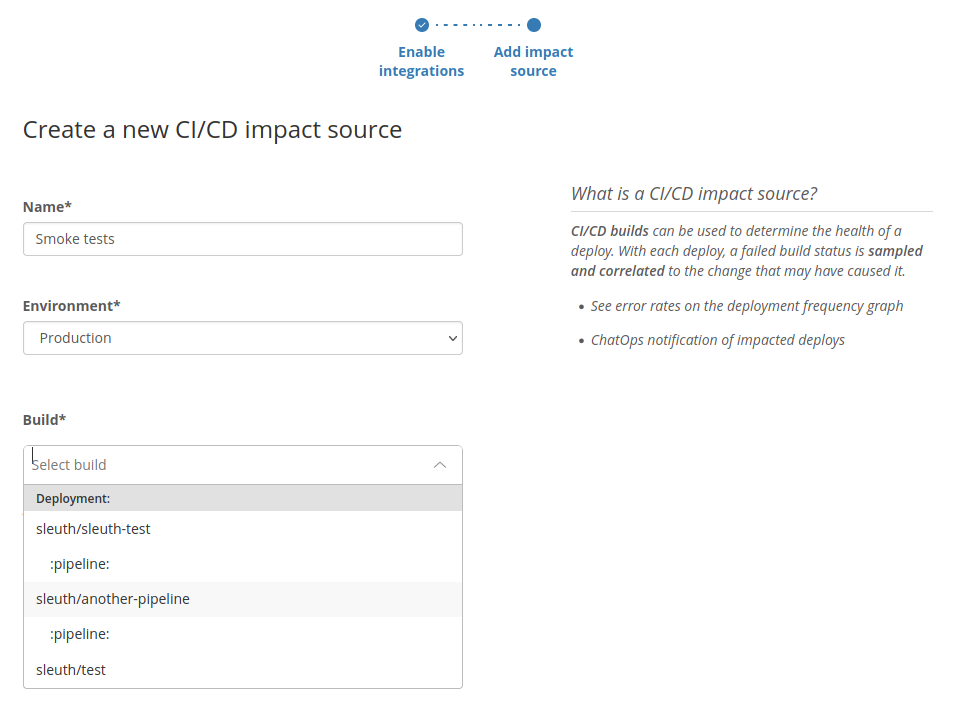 Enable
integrations
Add impact
source
Create a new CI/CD impact source
Name*
Smoke tests
Environment*
Production
Build*
Select build
Deployment:
sleuth/sleuth-test
:pipeline:
sleuth/another-pipeline
:pipeline:
sleuth/test
What is a CI/CD impact source?
CI/CD builds can be used to determine the health of a
deploy. With each deploy, a failed build status is sampled
and correlated to the change that may have caused it.
• See error rates on the deployment frequency graph
• ChatOps notification of impacted deploys